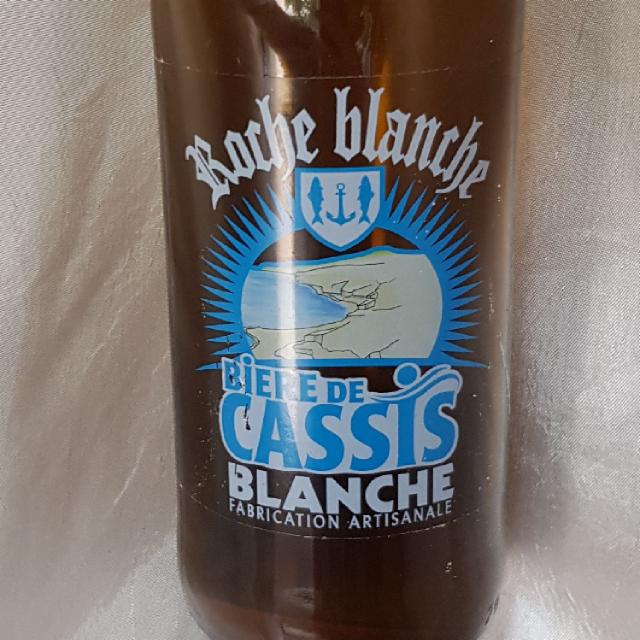 Roche blanche
BIERE DE
CASSIS
BLANCHE
FABRICATION ARTISANALE